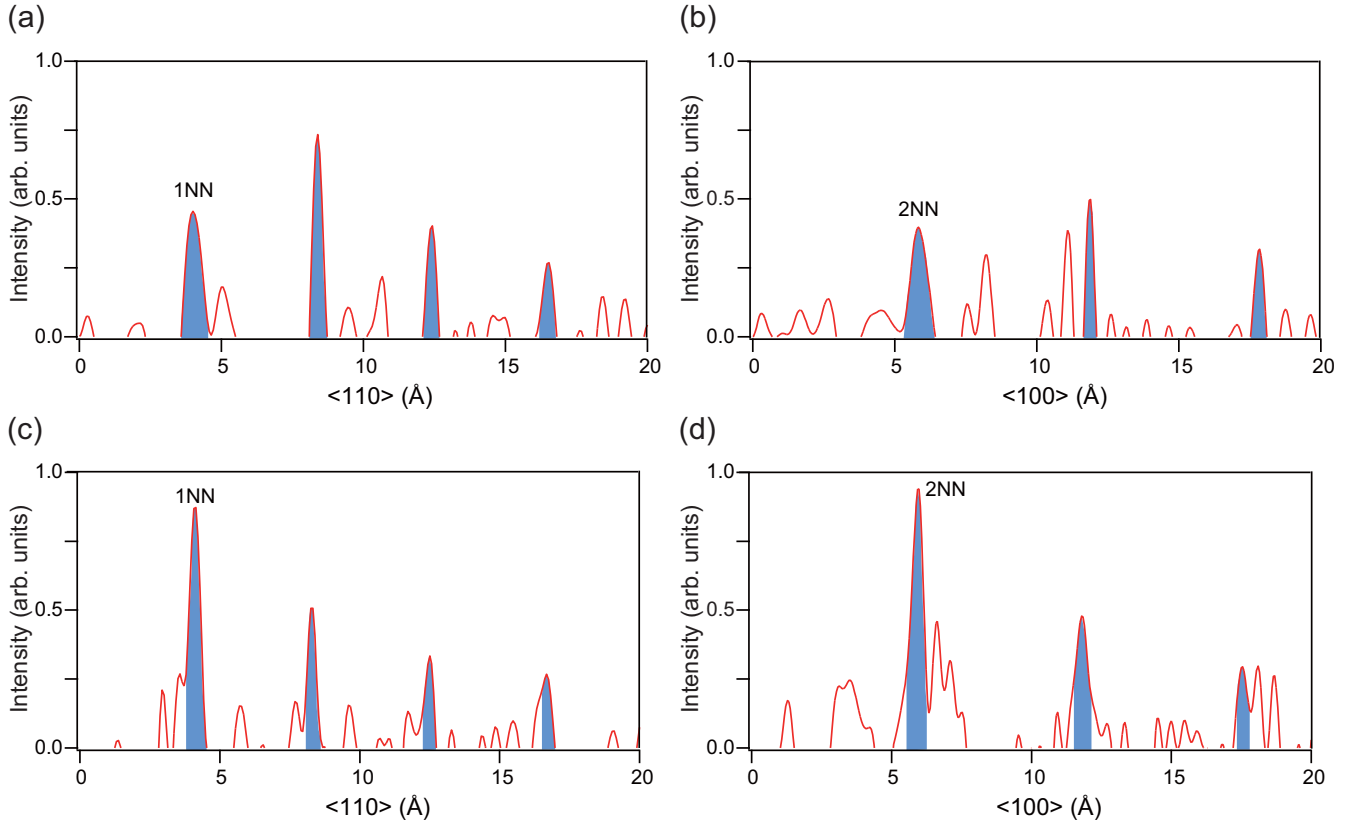 (a)
1.0
0.5
0.0
Intensity (arb. units)
1NN
0 5 10 15 20
<110> (Å)
(b)
1.0
0.5
0.0
Intensity (arb. units)
2NN
0 5 10 15 20
<100> (Å)
(c)
1.0
0.5
0.0
Intensity (arb. units)
1NN
0 5 10 15 20
<110> (Å)
(d)
1.0
0.5
0.0
Intensity (arb. units)
2NN
0 5 10 15 20
<100> (Å)